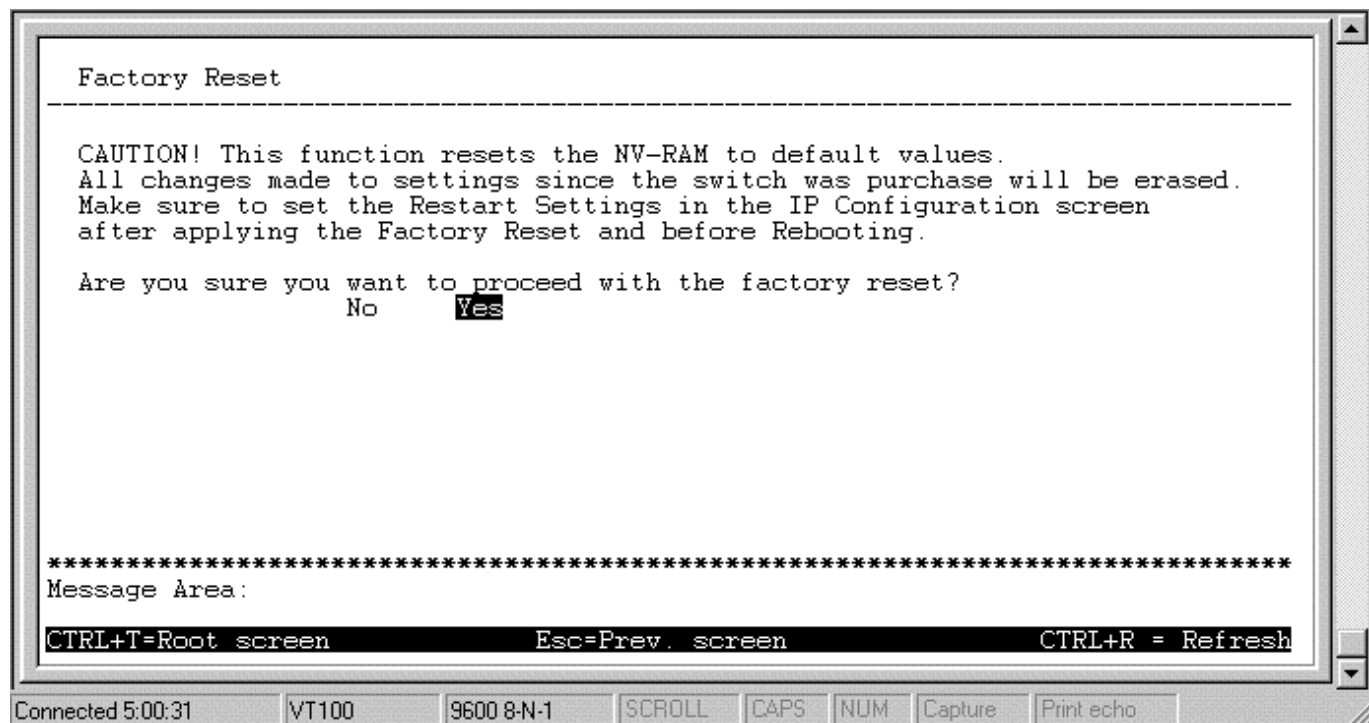 Factory Reset
CAUTION! This function resets the NV-RAM to default values.
All changes made to settings since the switch was purchase will be erased.
Make sure to set the Restart Settings in the IP Configuration screen
after applying the Factory Reset and before Rebooting.
Are you sure you want to proceed with the factory reset?
No Yes
********************************************************************************
Message Area:
CTRL+T=Root screen Esc=Prev. screen CTRL+R = Refresh
Connected 5:00:31 VT100 9600 8-N-1 SCROLL CAPS NUM Capture Print echo